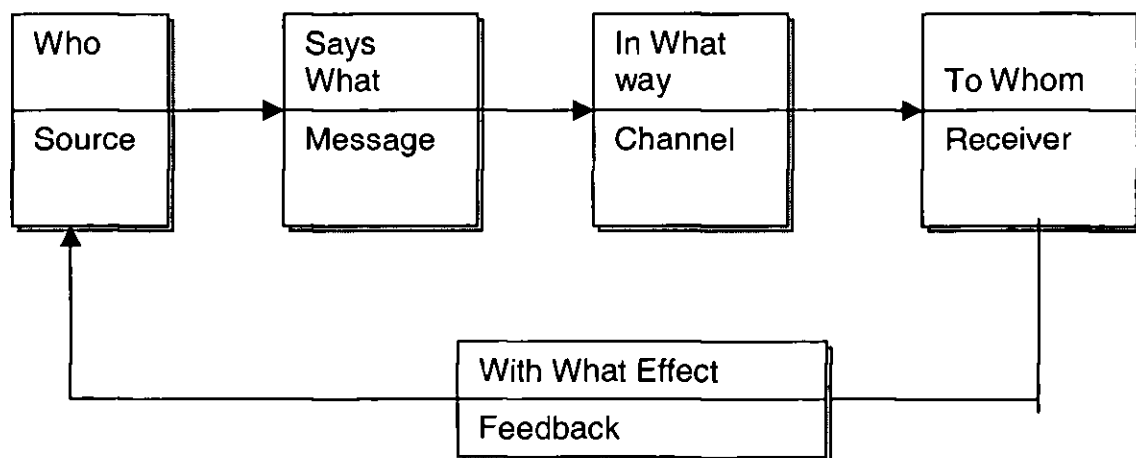 Who
Source
Says
What
Message
In What
way
Channel
To Whom
Receiver
With What Effect
Feedback